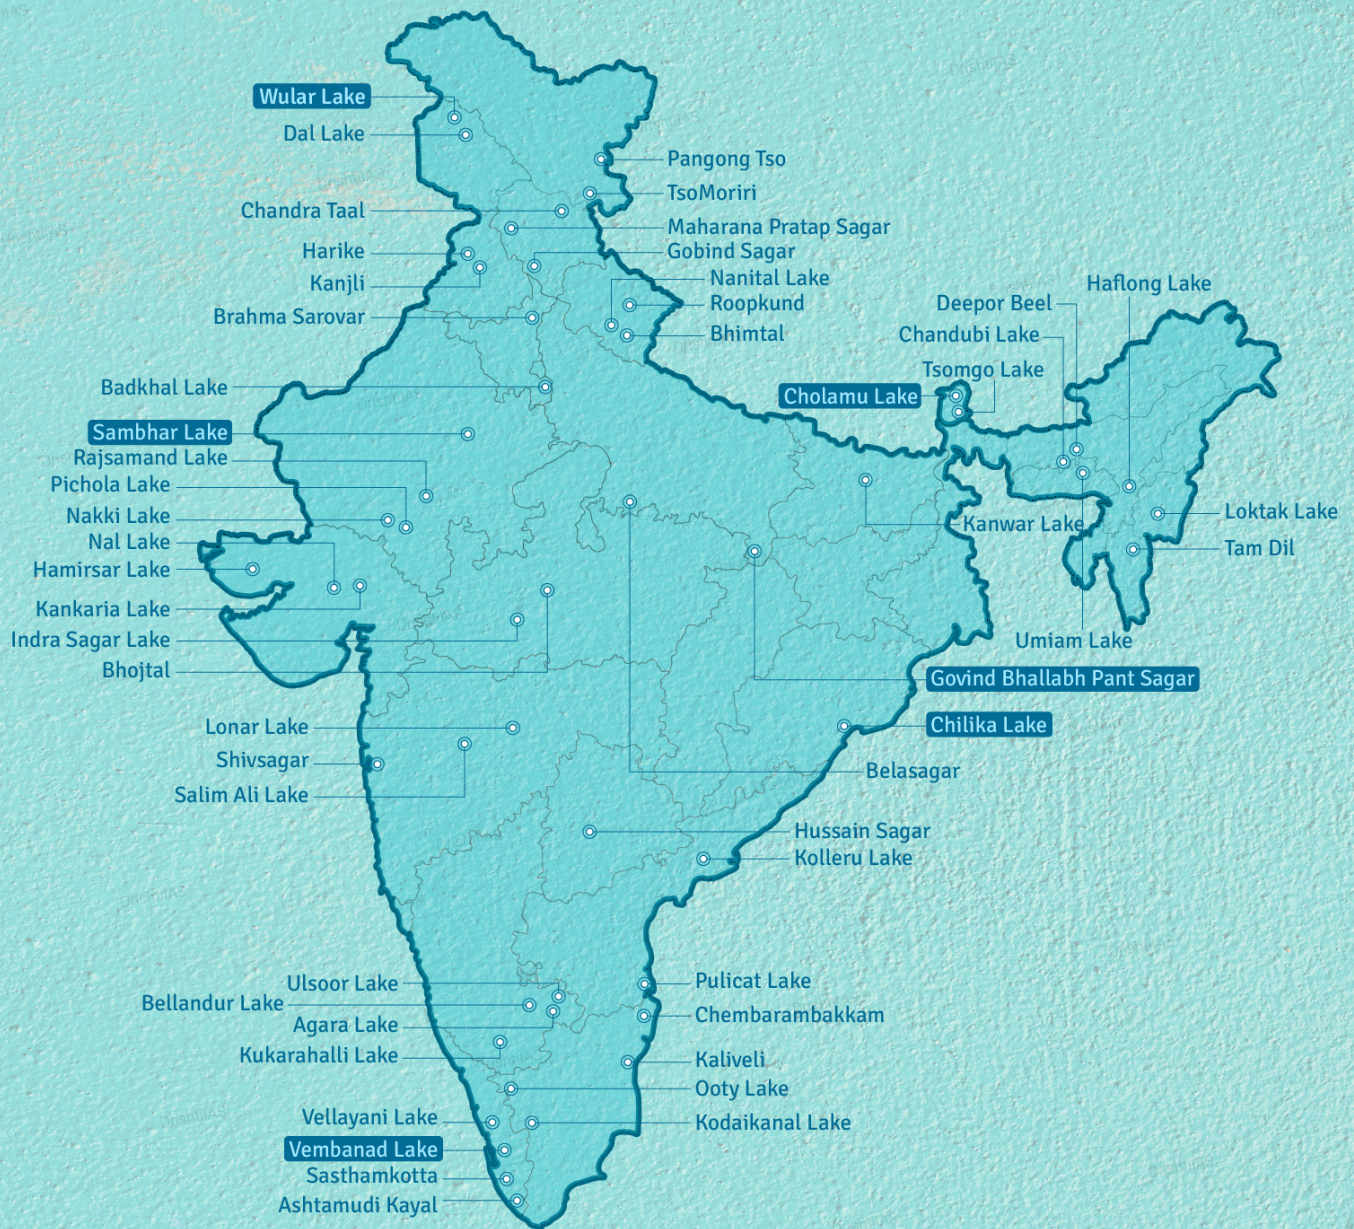 Wular Lake
Dal Lake
Pangong Tso
TsoMoriri
Chandra Taal
Maharana Pratap Sagar
Harike
Gobind Sagar
Kanjli
Nanital Lake
Haflong Lake
Roopkund
Deepor Beel
Brahma Sarovar
Bhimtal
Chandubi Lake
Tsomgo Lake
Badkhal Lake
Cholamu Lake
Sambhar Lake
Rajsamand Lake
Pichola Lake
Nakki Lake
Kanwar Lake
Loktak Lake
Nal Lake
Tam Dil
Hamirsar Lake
Kankaria Lake
Indra Sagar Lake
Umiam Lake
Bhojtal
Govind Bhallabh Pant Sagar
Lonar Lake
Chilika Lake
Shivsagar
Belasagar
Salim Ali Lake
Hussain Sagar
Kolleru Lake
Ulsoor Lake
Pulicat Lake
Bellandur Lake
Chembarambakkam
Agara Lake
Kukarahalli Lake
Kaliveli
Ooty Lake
Vellayani Lake
Kodaikanal Lake
Vembanad Lake
Sasthamkotta
Ashtamudi Kayal